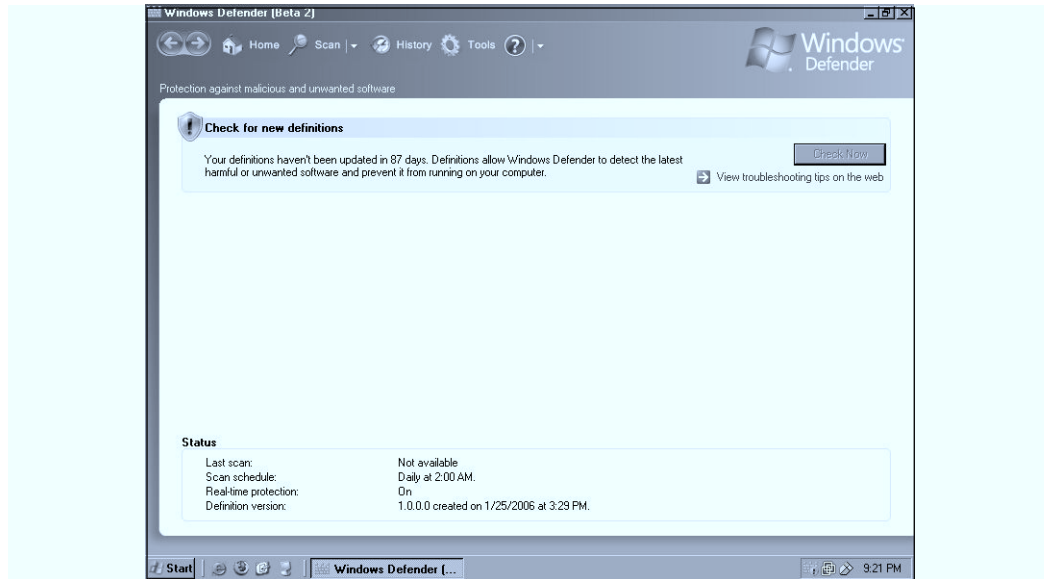 Windows Defender (Beta 2)
Home Scan History Tools
Windows
Defender
Protection against malicious and unwanted software
Check for new definitions
Your definitions haven't been updated in 87 days. Definitions allow Windows Defender to detect the latest
harmful or unwanted software and prevent it from running on your computer.
Check Now
View troubleshooting tips on the web
Status
Last scan: Not available
Scan schedule: Daily at 2:00 AM.
Real-time protection: On
Definition version: 1.0.0.0 created on 1/25/2006 at 3:29 PM.
Start Windows Defender (... 9:21 PM